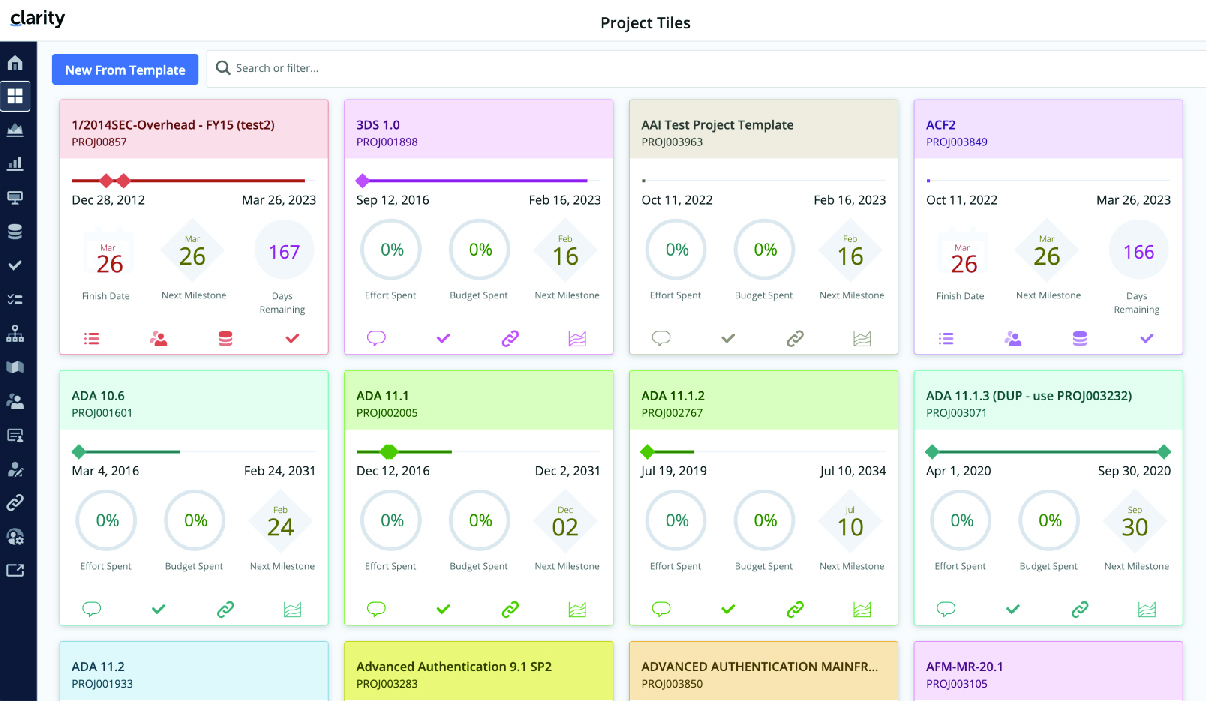 clarity
Project Tiles
New From Template
Search or filter...
1/2014SEC-Overhead - FY15 (test2)
PROJ00857
Dec 28, 2012 Mar 26, 2023
Mar
26
Finish Date
Mar
26
Next Milestone
167
Days
Remaining
3DS 1.0
PROJ001898
Sep 12, 2016 Feb 16, 2023
0%
Effort Spent
0%
Budget Spent
Feb
16
Next Milestone
AAI Test Project Template
PROJ003963
Oct 11, 2022 Feb 16, 2023
0%
Effort Spent
0%
Budget Spent
Feb
16
Next Milestone
ACF2
PROJ003849
Oct 11, 2022 Mar 26, 2023
Mar
26
Finish Date
Mar
26
Next Milestone
166
Days
Remaining
ADA 10.6
PROJ001601
Mar 4, 2016 Feb 24, 2031
0%
Effort Spent
0%
Budget Spent
Feb
24
Next Milestone
ADA 11.1
PROJ002005
Dec 12, 2016 Dec 2, 2031
0%
Effort Spent
0%
Budget Spent
Dec
02
Next Milestone
ADA 11.1.2
PROJ002767
Jul 19, 2019 Jul 10, 2034
0%
Effort Spent
0%
Budget Spent
Jul
10
Next Milestone
ADA 11.1.3 (DUP - use PROJ003232)
PROJ003071
Apr 1, 2020 Sep 30, 2020
0%
Effort Spent
0%
Budget Spent
Sep
30
Next Milestone
ADA 11.2
PROJ001933
Advanced Authentication 9.1 SP2
PROJ003283
ADVANCED AUTHENTICATION MAINFR...
PROJ003850
AFM-MR-20.1
PROJ003105